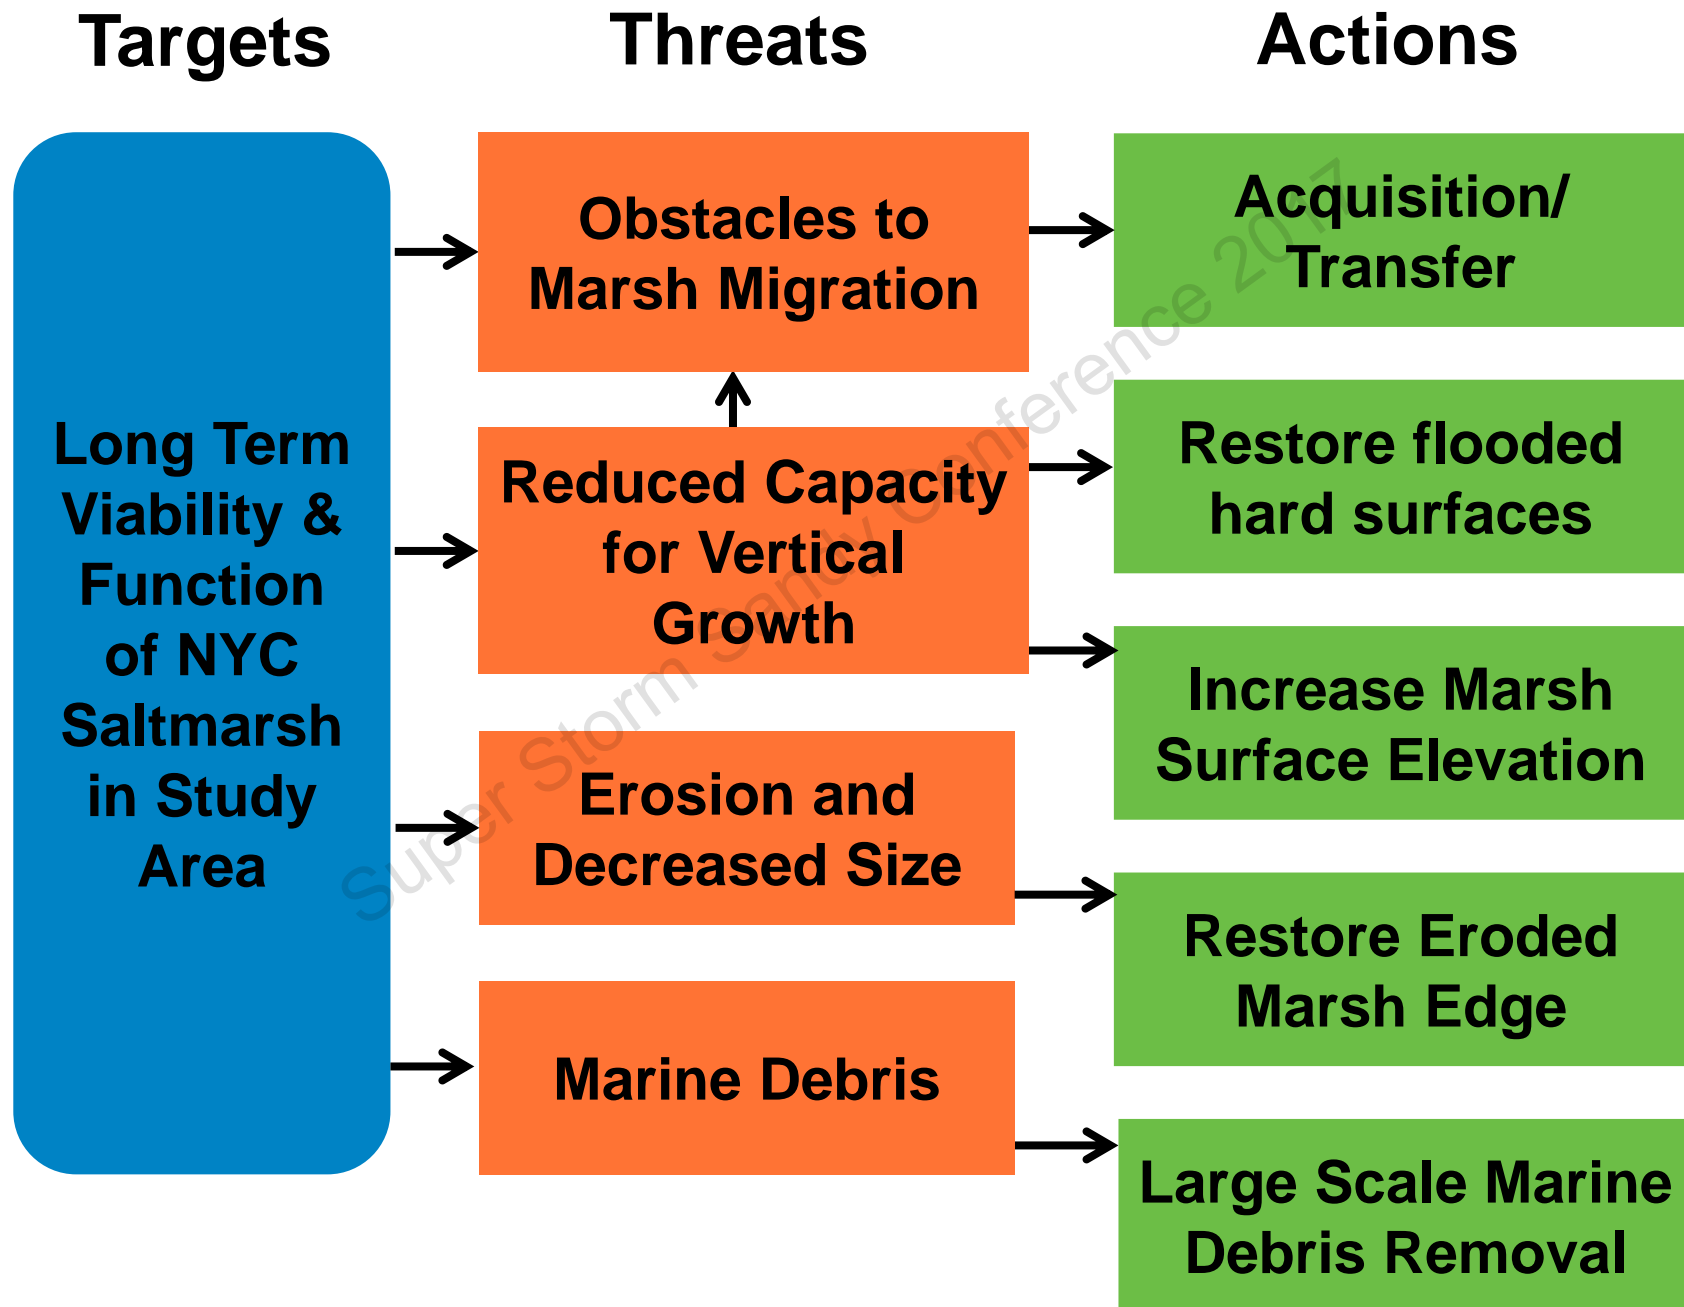 Targets
Threats
Actions
Long Term
Viability &
Function
of NYC
Saltmarsh
in Study
Area
Obstacles to
Marsh Migration
Reduced Capacity
for Vertical
Growth
Erosion and
Decreased Size
Marine Debris
Acquisition/
Transfer
Restore flooded
hard surfaces
Increase Marsh
Surface Elevation
Restore Eroded
Marsh Edge
Large Scale Marine
Debris Removal
Super Storm Sandy Conference 2017